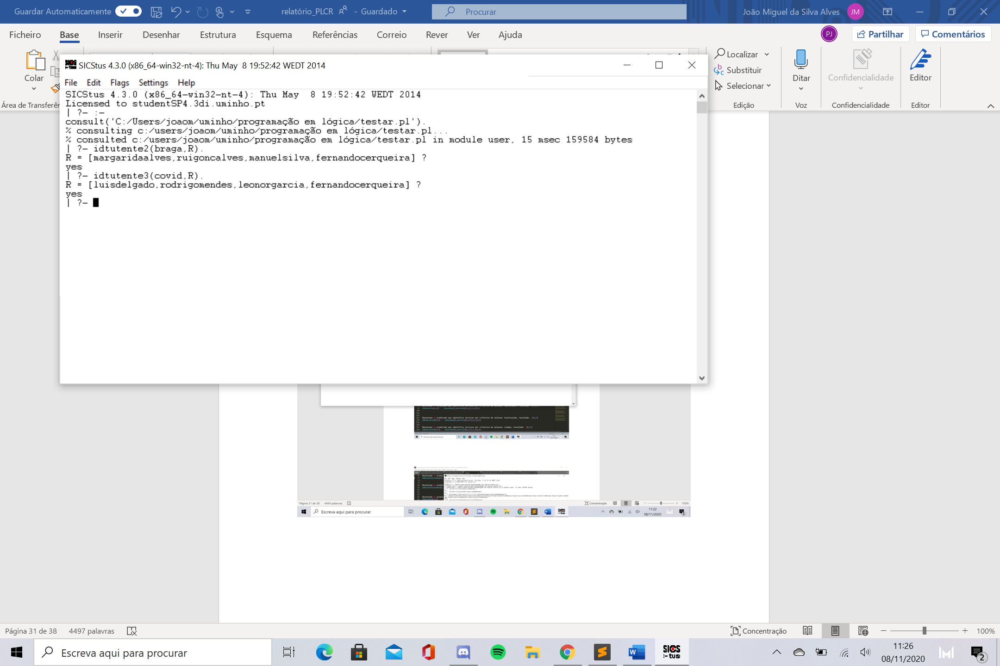 Guardar Automaticamente
relatório_PLCR - Guardado
Procurar
João Miguel da Silva Alves JM
Ficheiro Base Inserir Desenhar Estrutura Esquema Referências Correio Rever Ver Ajuda
PJ Partilhar Comentários
Colar
Localizar
Substituir
Selecionar
Ditar
Confidencialidade
Editor
Edição Voz Confidencialidade Editor
SICStus 4.3.0 (x86_64-win32-nt-4): Thu May  8 19:52:42 WEDT 2014
File Edit Flags Settings Help
SICStus 4.3.0 (x86_64-win32-nt-4): Thu May  8 19:52:42 WEDT 2014
Licensed to studentSP4.3di.uminho.pt
| ?- :-
consult('C:/Users/joaom/uminho/programação em lógica/testar.pl').
% consulting c:/users/joaom/uminho/programação em lógica/testar.pl...
% consulted c:/users/joaom/uminho/programação em lógica/testar.pl in module user, 15 msec 159584 bytes
| ?- idtutente2(braga,R).
R = [margaridaalves,ruigoncalves,manuelsilva,fernandocerqueira] ?
yes
| ?- idtutente3(covid,R).
R = [luisdelgado,rodrigomendes,leonorgarcia,fernandocerqueira] ?
yes
| ?-
Página 31 de 38 4464 palavras
Concentração
100%
Escreva aqui para procurar
SICS
:-tus
11:22
08/11/2020
2
Página 31 de 38 4497 palavras
Concentração
100%
Escreva aqui para procurar
SICS
:-tus
11:26
08/11/2020
2